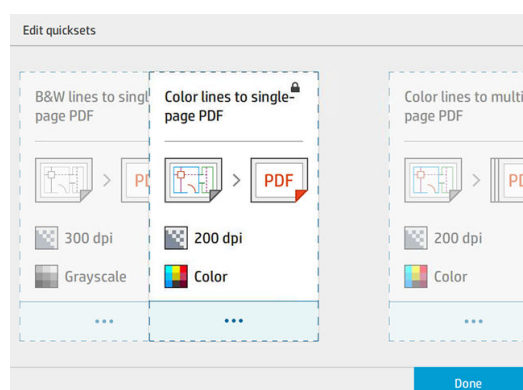 Edit quicksets
B&W lines to singl
page PDF
300 dpi
Grayscale
Color lines to single-
page PDF
PDF
200 dpi
Color
Color lines to multi
page PDF
200 dpi
Color
Done